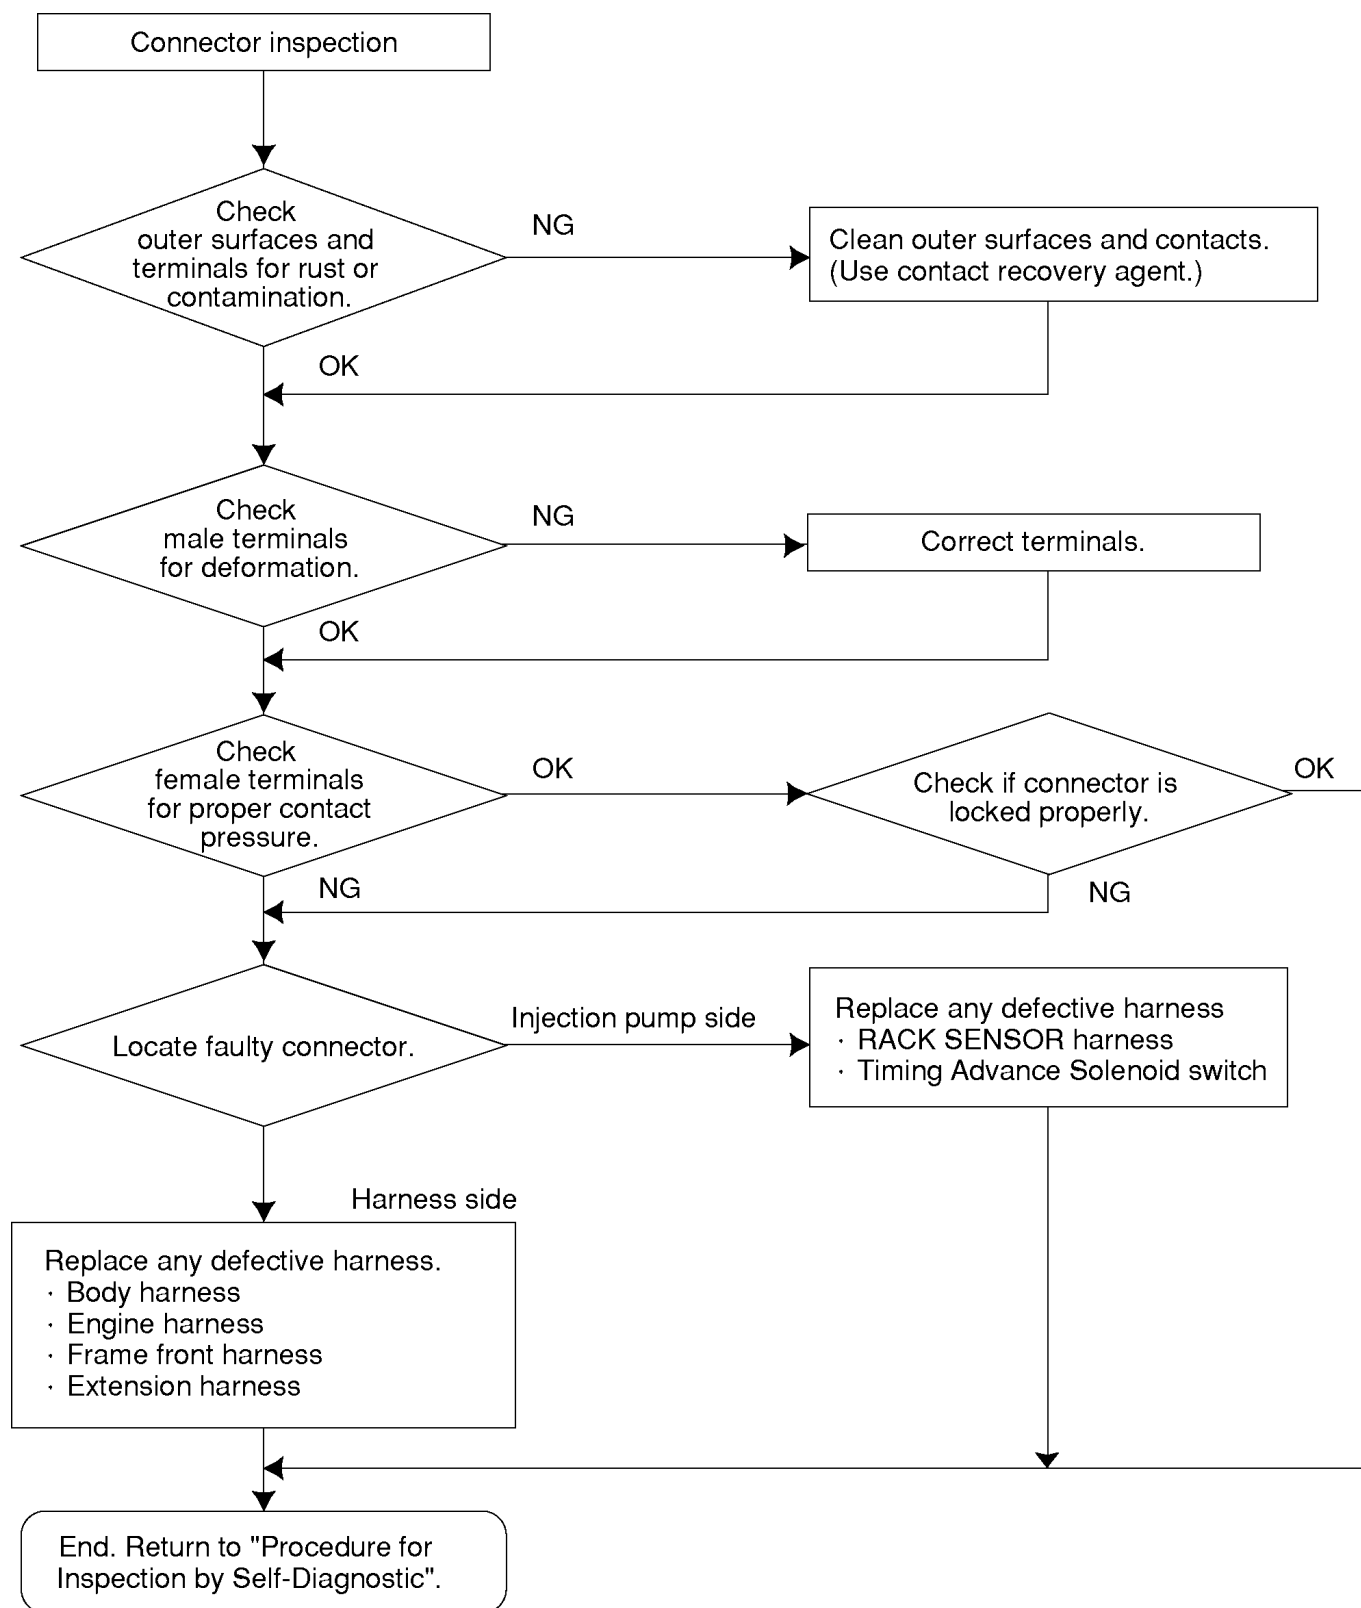 Connector inspection
Check
outer surfaces and
terminals for rust or
contamination.
NG
Clean outer surfaces and contacts.
(Use contact recovery agent.)
OK
Check
male terminals
for deformation.
NG
Correct terminals.
OK
Check
female terminals
for proper contact
pressure.
OK
Check if connector is
locked properly.
OK
NG
NG
Locate faulty connector.
Injection pump side
Replace any defective harness
· RACK SENSOR harness
· Timing Advance Solenoid switch
Harness side
Replace any defective harness.
· Body harness
· Engine harness
· Frame front harness
· Extension harness
End. Return to "Procedure for
Inspection by Self-Diagnostic".